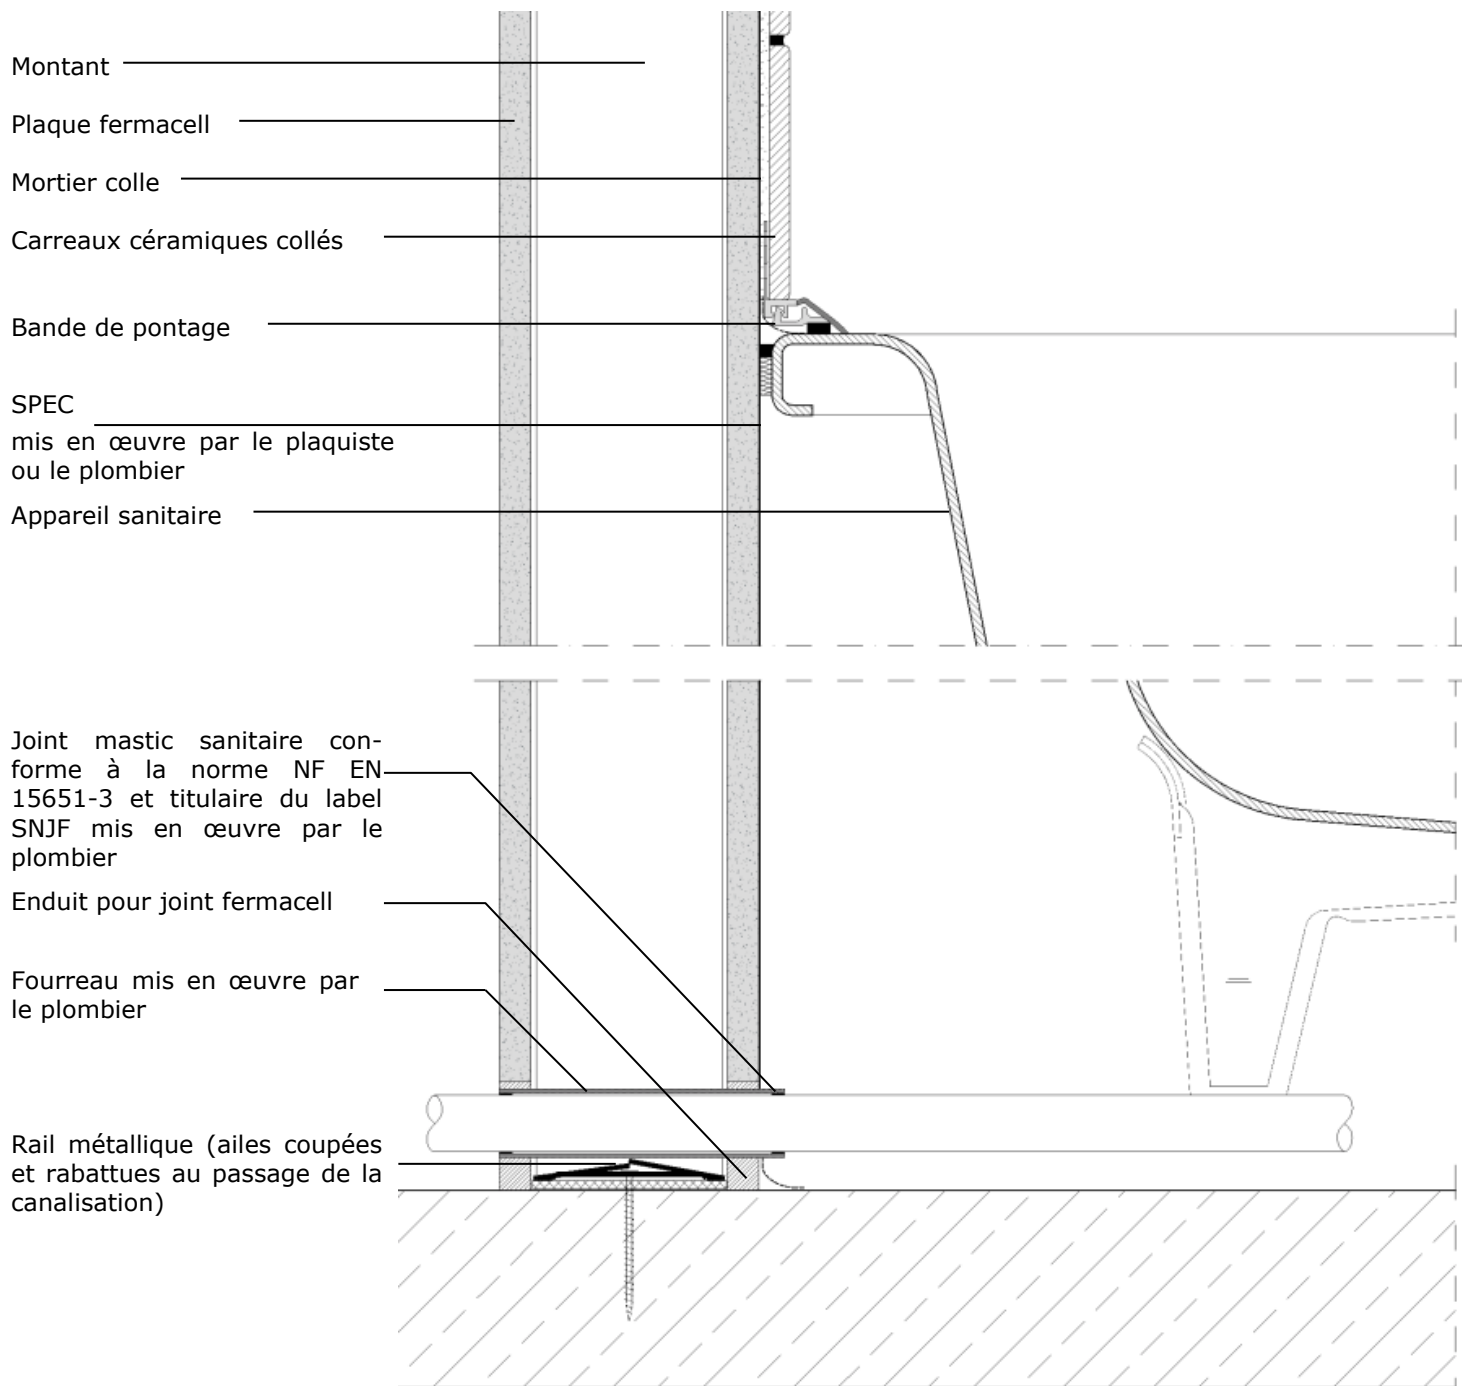 Montant
Plaque fermacell
Mortier colle
Carreaux céramiques collés
Bande de pontage
SPEC
mis en œuvre par le plaquiste
ou le plombier
Appareil sanitaire
Joint mastic sanitaire con-
forme à la norme NF EN
15651-3 et titulaire du label
SNJF mis en œuvre par le
plombier
Enduit pour joint fermacell
Fourreau mis en œuvre par
le plombier
Rail métallique (ailes coupées
et rabattues au passage de la
canalisation)